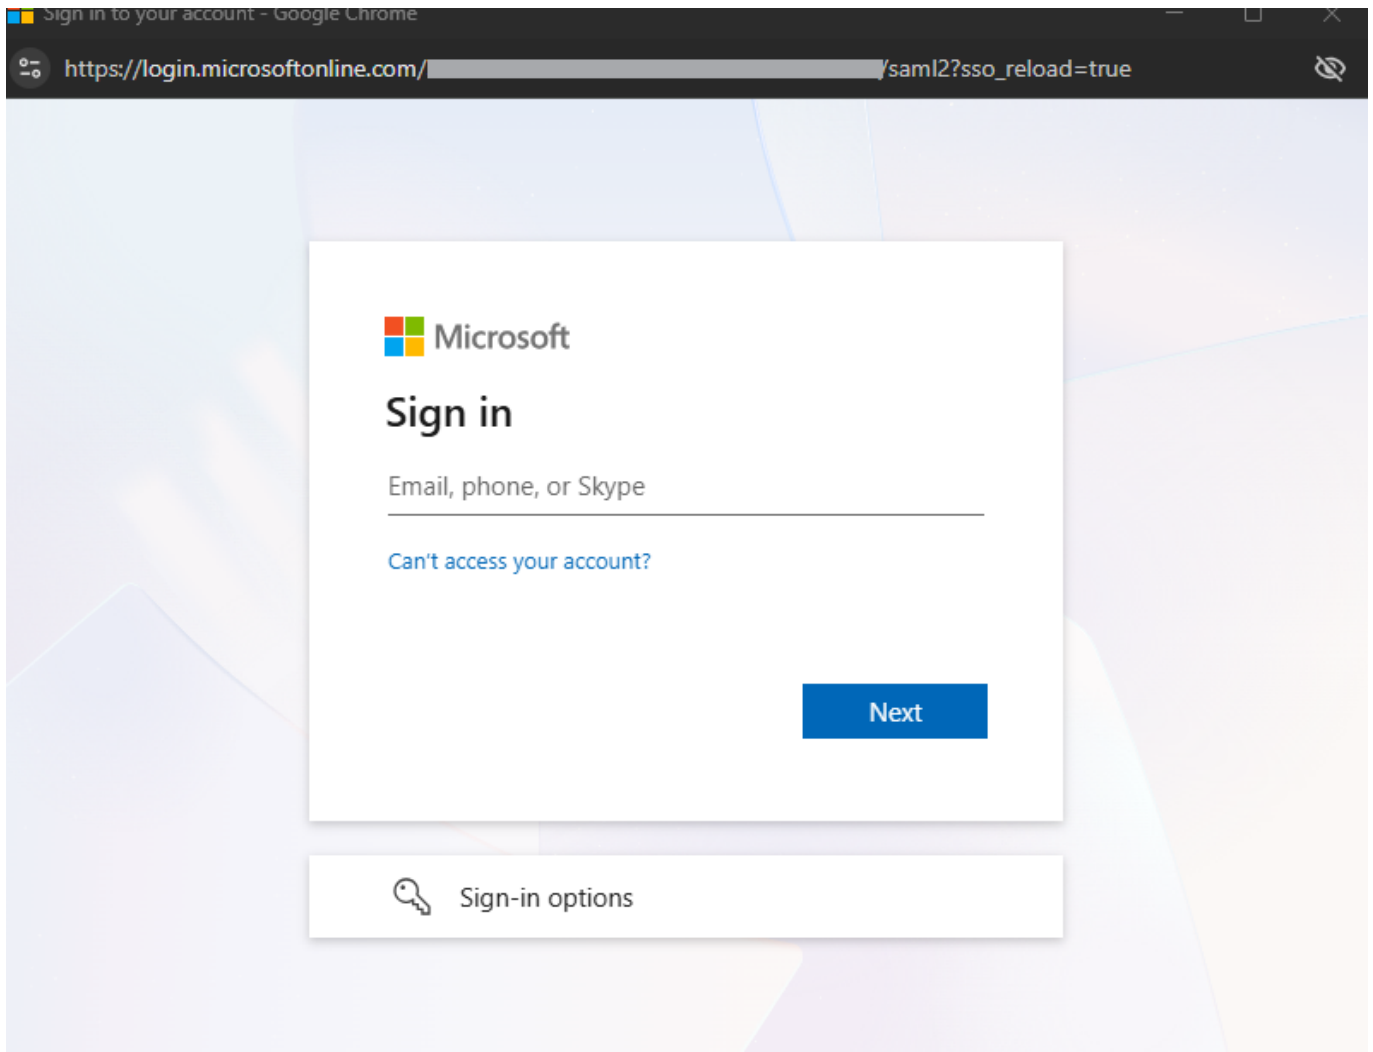 Sign in to your account - Google Chrome
https://login.microsoftonline.com/ /saml2?sso_reload=true
Microsoft
Sign in
Email, phone, or Skype
Can't access your account?
Next
Sign-in options